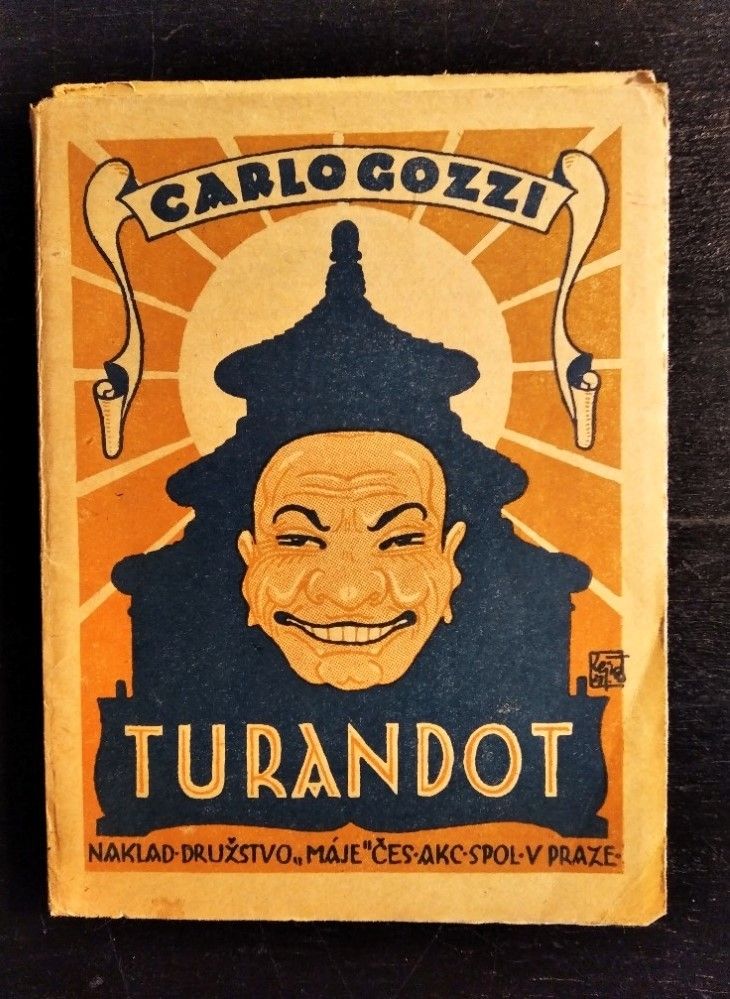 CARLO GOZZI
TURANDOT
NAKLAD·DRUŽSTVO„MÁJE"ČES·AKC·SPOL·V PRAZE·